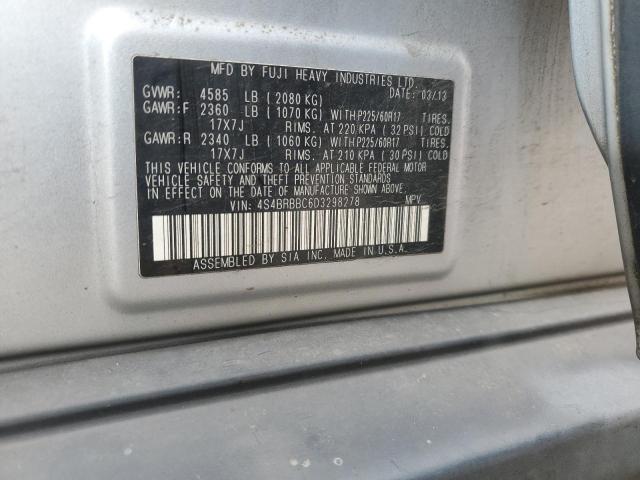 MFD BY FUJI HEAVY INDUSTRIES LTD.
GVWR: 4585 LB (2080 KG) DATE: 03/13
GAWR:F 2360 LB (1070 KG) WITH P225/60R17 TIRES.
17X7J RIMS. AT 220 KPA (32 PSI) COLD
GAWR:R 2340 LB (1060 KG) WITH P225/60R17 TIRES.
17X7J RIMS. AT 210 KPA (30 PSI) COLD
THIS VEHICLE CONFORMS TO ALL APPLICABLE FEDERAL MOTOR
VEHICLE SAFETY AND THEFT PREVENTION STANDARDS
IN EFFECT ON THE DATE OF MANUFACTURE SHOWN ABOVE.
VIN: 4S4BRBBC6D3298278 MPV
ASSEMBLED BY SIA INC. MADE IN U.S.A.